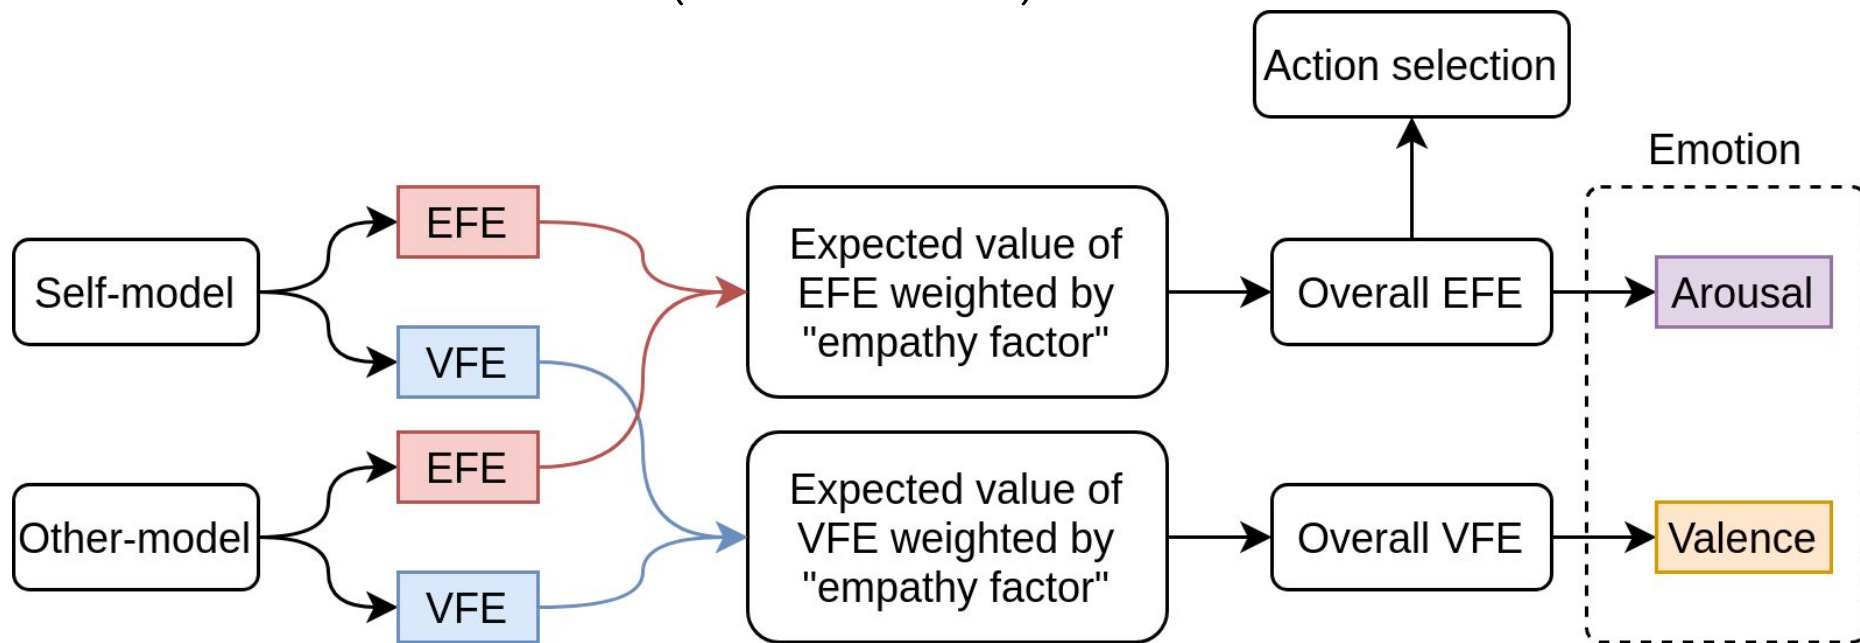 Action selection
Emotion
Self-model
EFE
VFE
Other-model
EFE
VFE
Expected value of
EFE weighted by
"empathy factor"
Expected value of
VFE weighted by
"empathy factor"
Overall EFE
Overall VFE
Arousal
Valence